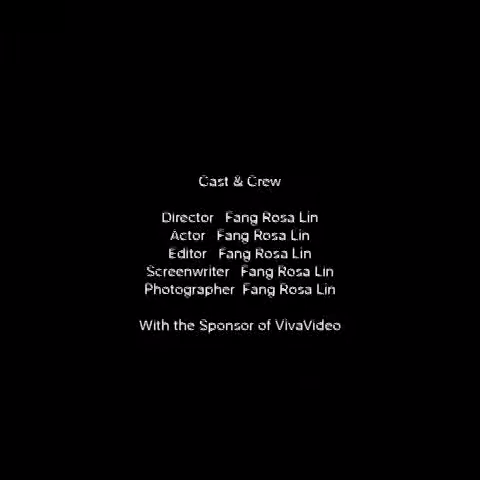 Cast & Crew
Director Fang Rosa Lin
Actor Fang Rosa Lin
Editor Fang Rosa Lin
Screenwriter Fang Rosa Lin
Photographer Fang Rosa Lin
With the Sponsor of VivaVideo